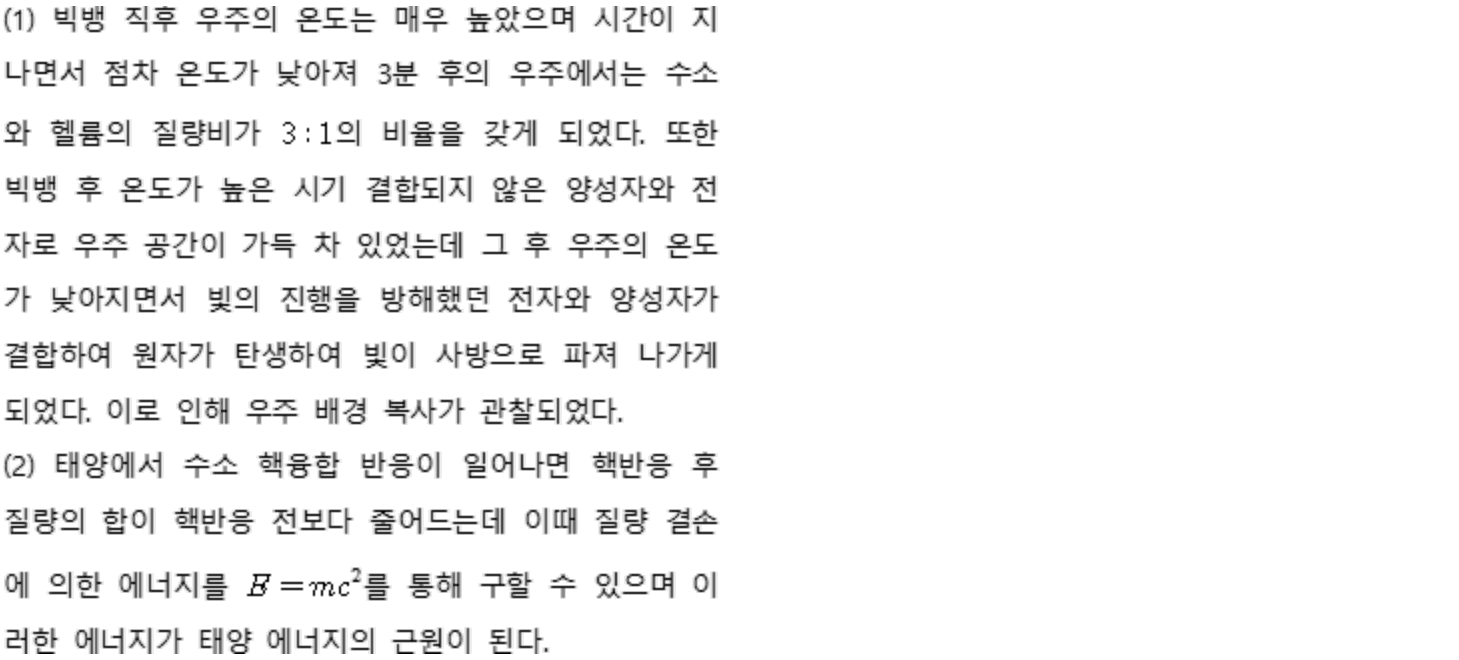 (1) 빅뱅 직후 우주의 온도는 매우 높았으며 시간이 지
나면서 점차 온도가 낮아져 3분 후의 우주에서는 수소
와 헬륨의 질량비가 3:1의 비율을 갖게 되었다. 또한
빅뱅 후 온도가 높은 시기 결합되지 않은 양성자와 전
자로 우주 공간이 가득 차 있었는데 그 후 우주의 온도
가 낮아지면서 빛의 진행을 방해했던 전자와 양성자가
결합하여 원자가 탄생하여 빛이 사방으로 퍼져 나가게
되었다. 이로 인해 우주 배경 복사가 관찰되었다.
(2) 태양에서 수소 핵융합 반응이 일어나면 핵반응 후
질량의 합이 핵반응 전보다 줄어드는데 이때 질량 결손
에 의한 에너지를 E=mc²를 통해 구할 수 있으며 이
러한 에너지가 태양 에너지의 근원이 된다.